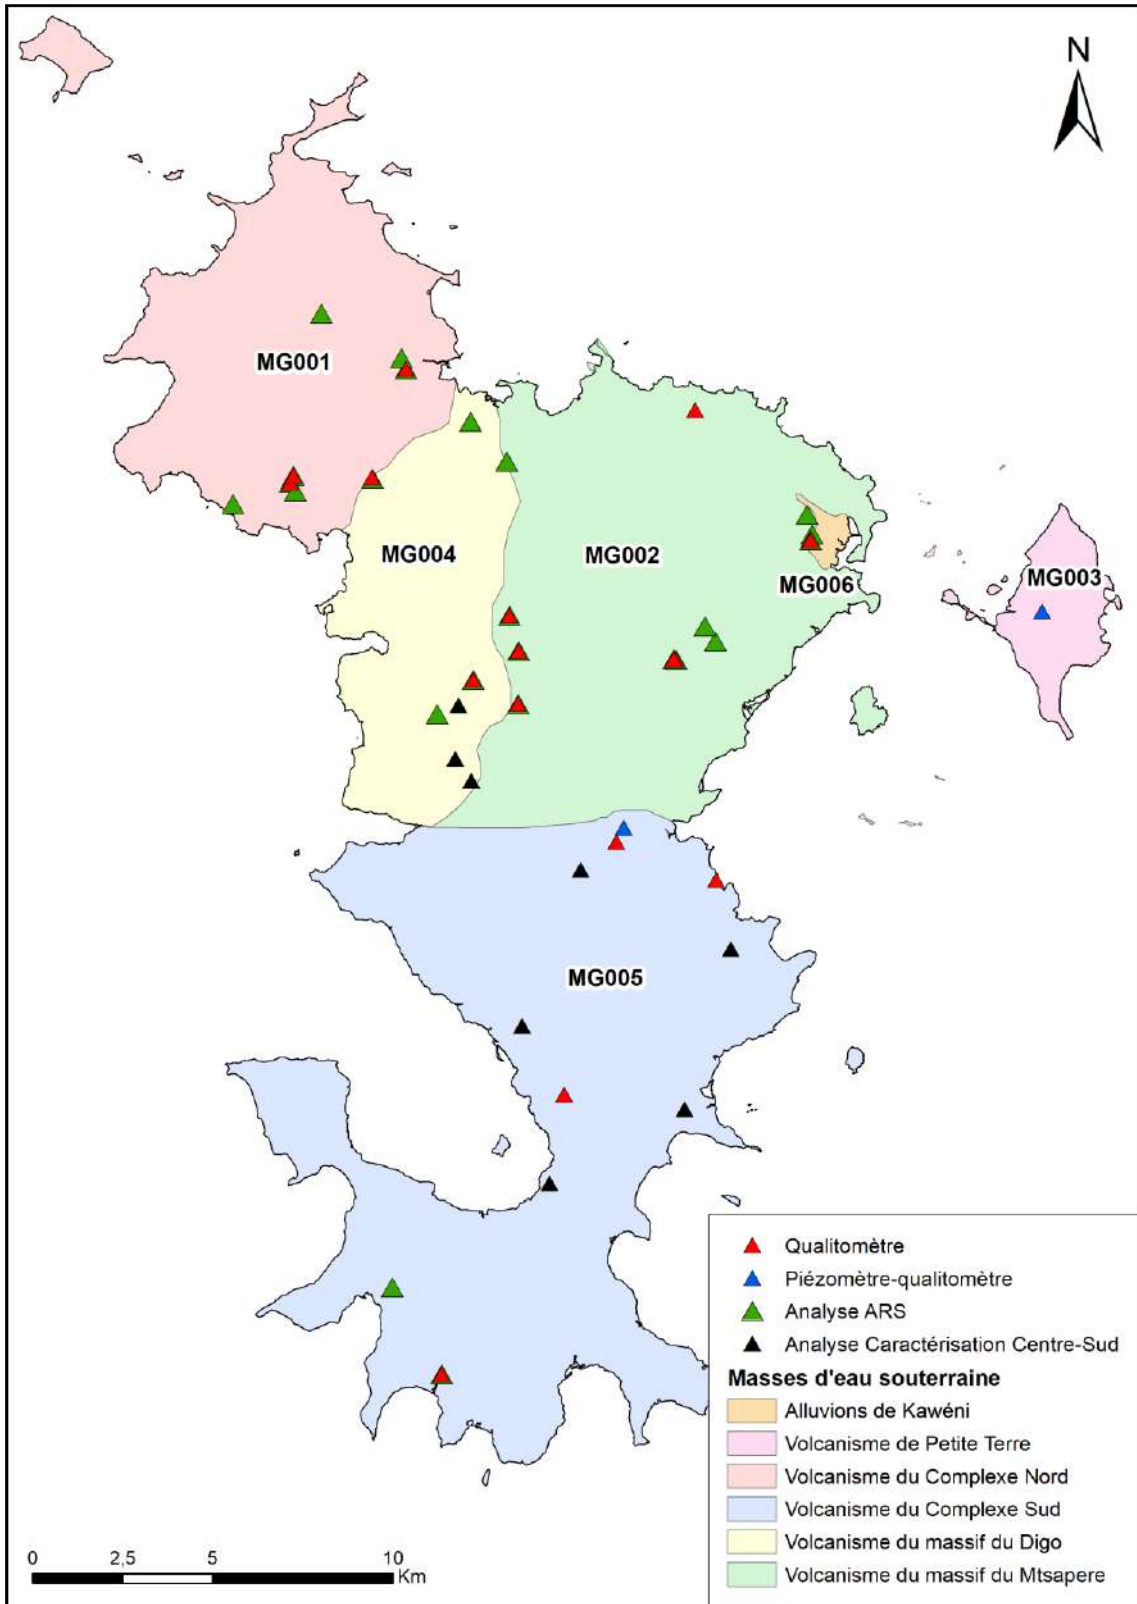 N
MG001
MG004
MG002
MG006
MG003
MG005
Qualitomètre
Piézomètre-qualitomètre
Analyse ARS
Analyse Caractérisation Centre-Sud
Masses d'eau souterraine
Alluvions de Kawéni
Volcanisme de Petite Terre
Volcanisme du Complexe Nord
Volcanisme du Complexe Sud
Volcanisme du massif du Digo
Volcanisme du massif du Mtsapere
0 2,5 5 10
Km